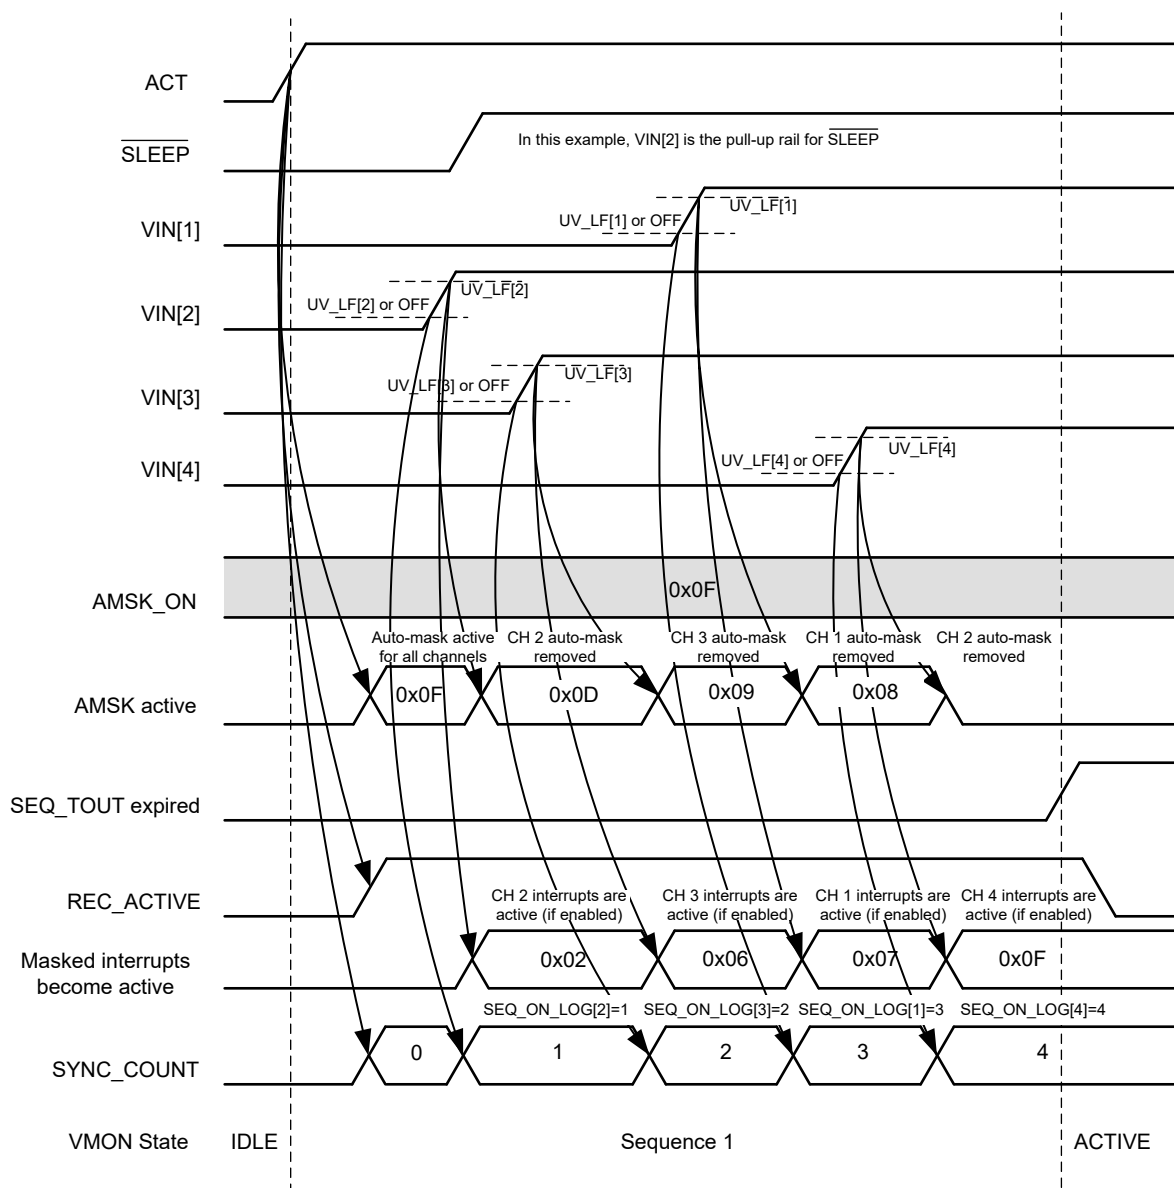 ACT
SLEEP
In this example, VIN[2] is the pull-up rail for SLEEP
VIN[1]
UV_LF[1] or OFF
UV_LF[1]
VIN[2]
UV_LF[2] or OFF
UV_LF[2]
VIN[3]
UV_LF[3] or OFF
UV_LF[3]
VIN[4]
UV_LF[4] or OFF
UV_LF[4]
AMSK_ON
0x0F
Auto-mask active
for all channels
CH 2 auto-mask
removed
CH 3 auto-mask
removed
CH 1 auto-mask
removed
CH 2 auto-mask
removed
AMSK active
0x0F
0x0D
0x09
0x08
SEQ_TOUT expired
REC_ACTIVE
CH 2 interrupts are
active (if enabled)
CH 3 interrupts are
active (if enabled)
CH 1 interrupts are
active (if enabled)
CH 4 interrupts are
active (if enabled)
Masked interrupts
become active
0x02
0x06
0x07
0x0F
SEQ_ON_LOG[2]=1
SEQ_ON_LOG[3]=2
SEQ_ON_LOG[1]=3
SEQ_ON_LOG[4]=4
SYNC_COUNT
0
1
2
3
4
VMON State
IDLE
Sequence 1
ACTIVE